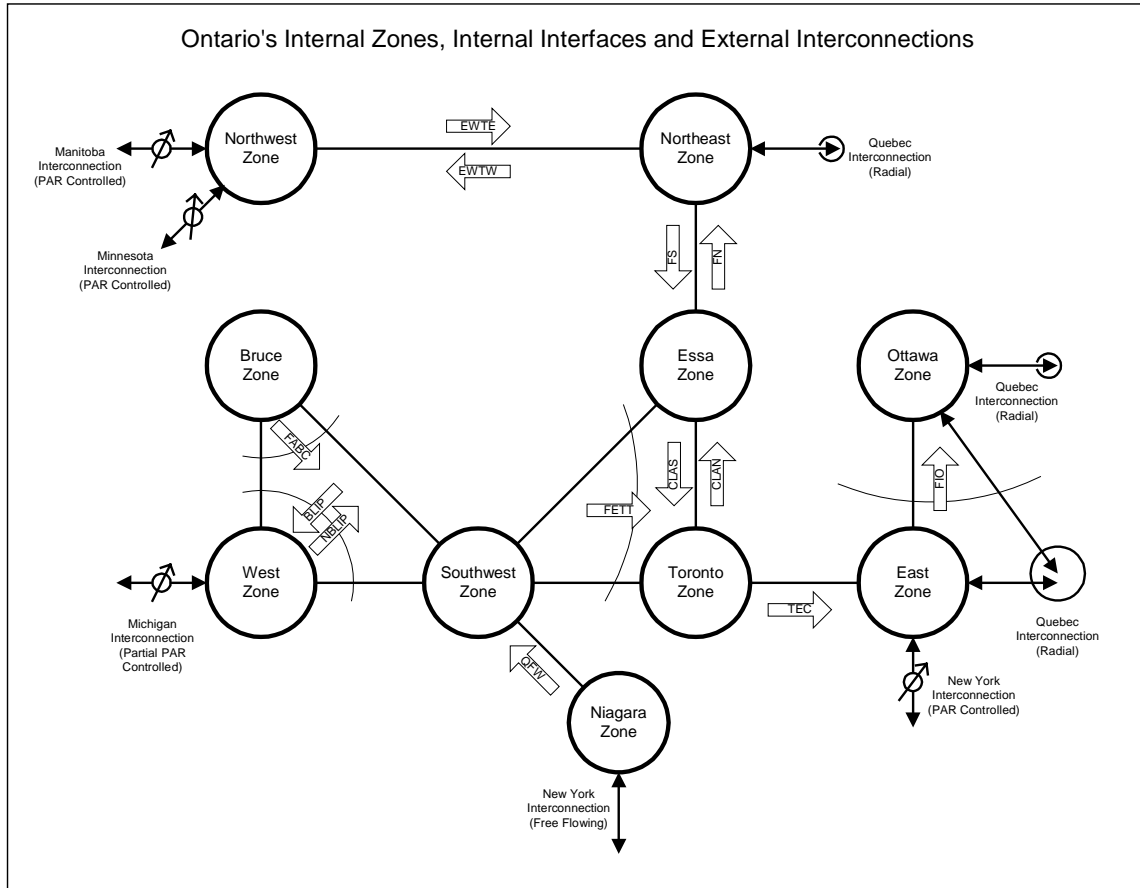 Ontario's Internal Zones, Internal Interfaces and External Interconnections
Northwest
Zone
EWTE
EWTW
Northeast
Zone
Manitoba
Interconnection
(PAR Controlled)
Quebec
Interconnection
(Radial)
Minnesota
Interconnection
(PAR Controlled)
FS
FN
Bruce
Zone
Essa
Zone
Ottawa
Zone
Quebec
Interconnection
(Radial)
FABC
CLAS
CLAN
FIO
BLIP
NBLIP
FETT
West
Zone
Southwest
Zone
Toronto
Zone
East
Zone
TEC
Michigan
Interconnection
(Partial PAR
Controlled)
Quebec
Interconnection
(Radial)
QFW
New York
Interconnection
(PAR Controlled)
Niagara
Zone
New York
Interconnection
(Free Flowing)